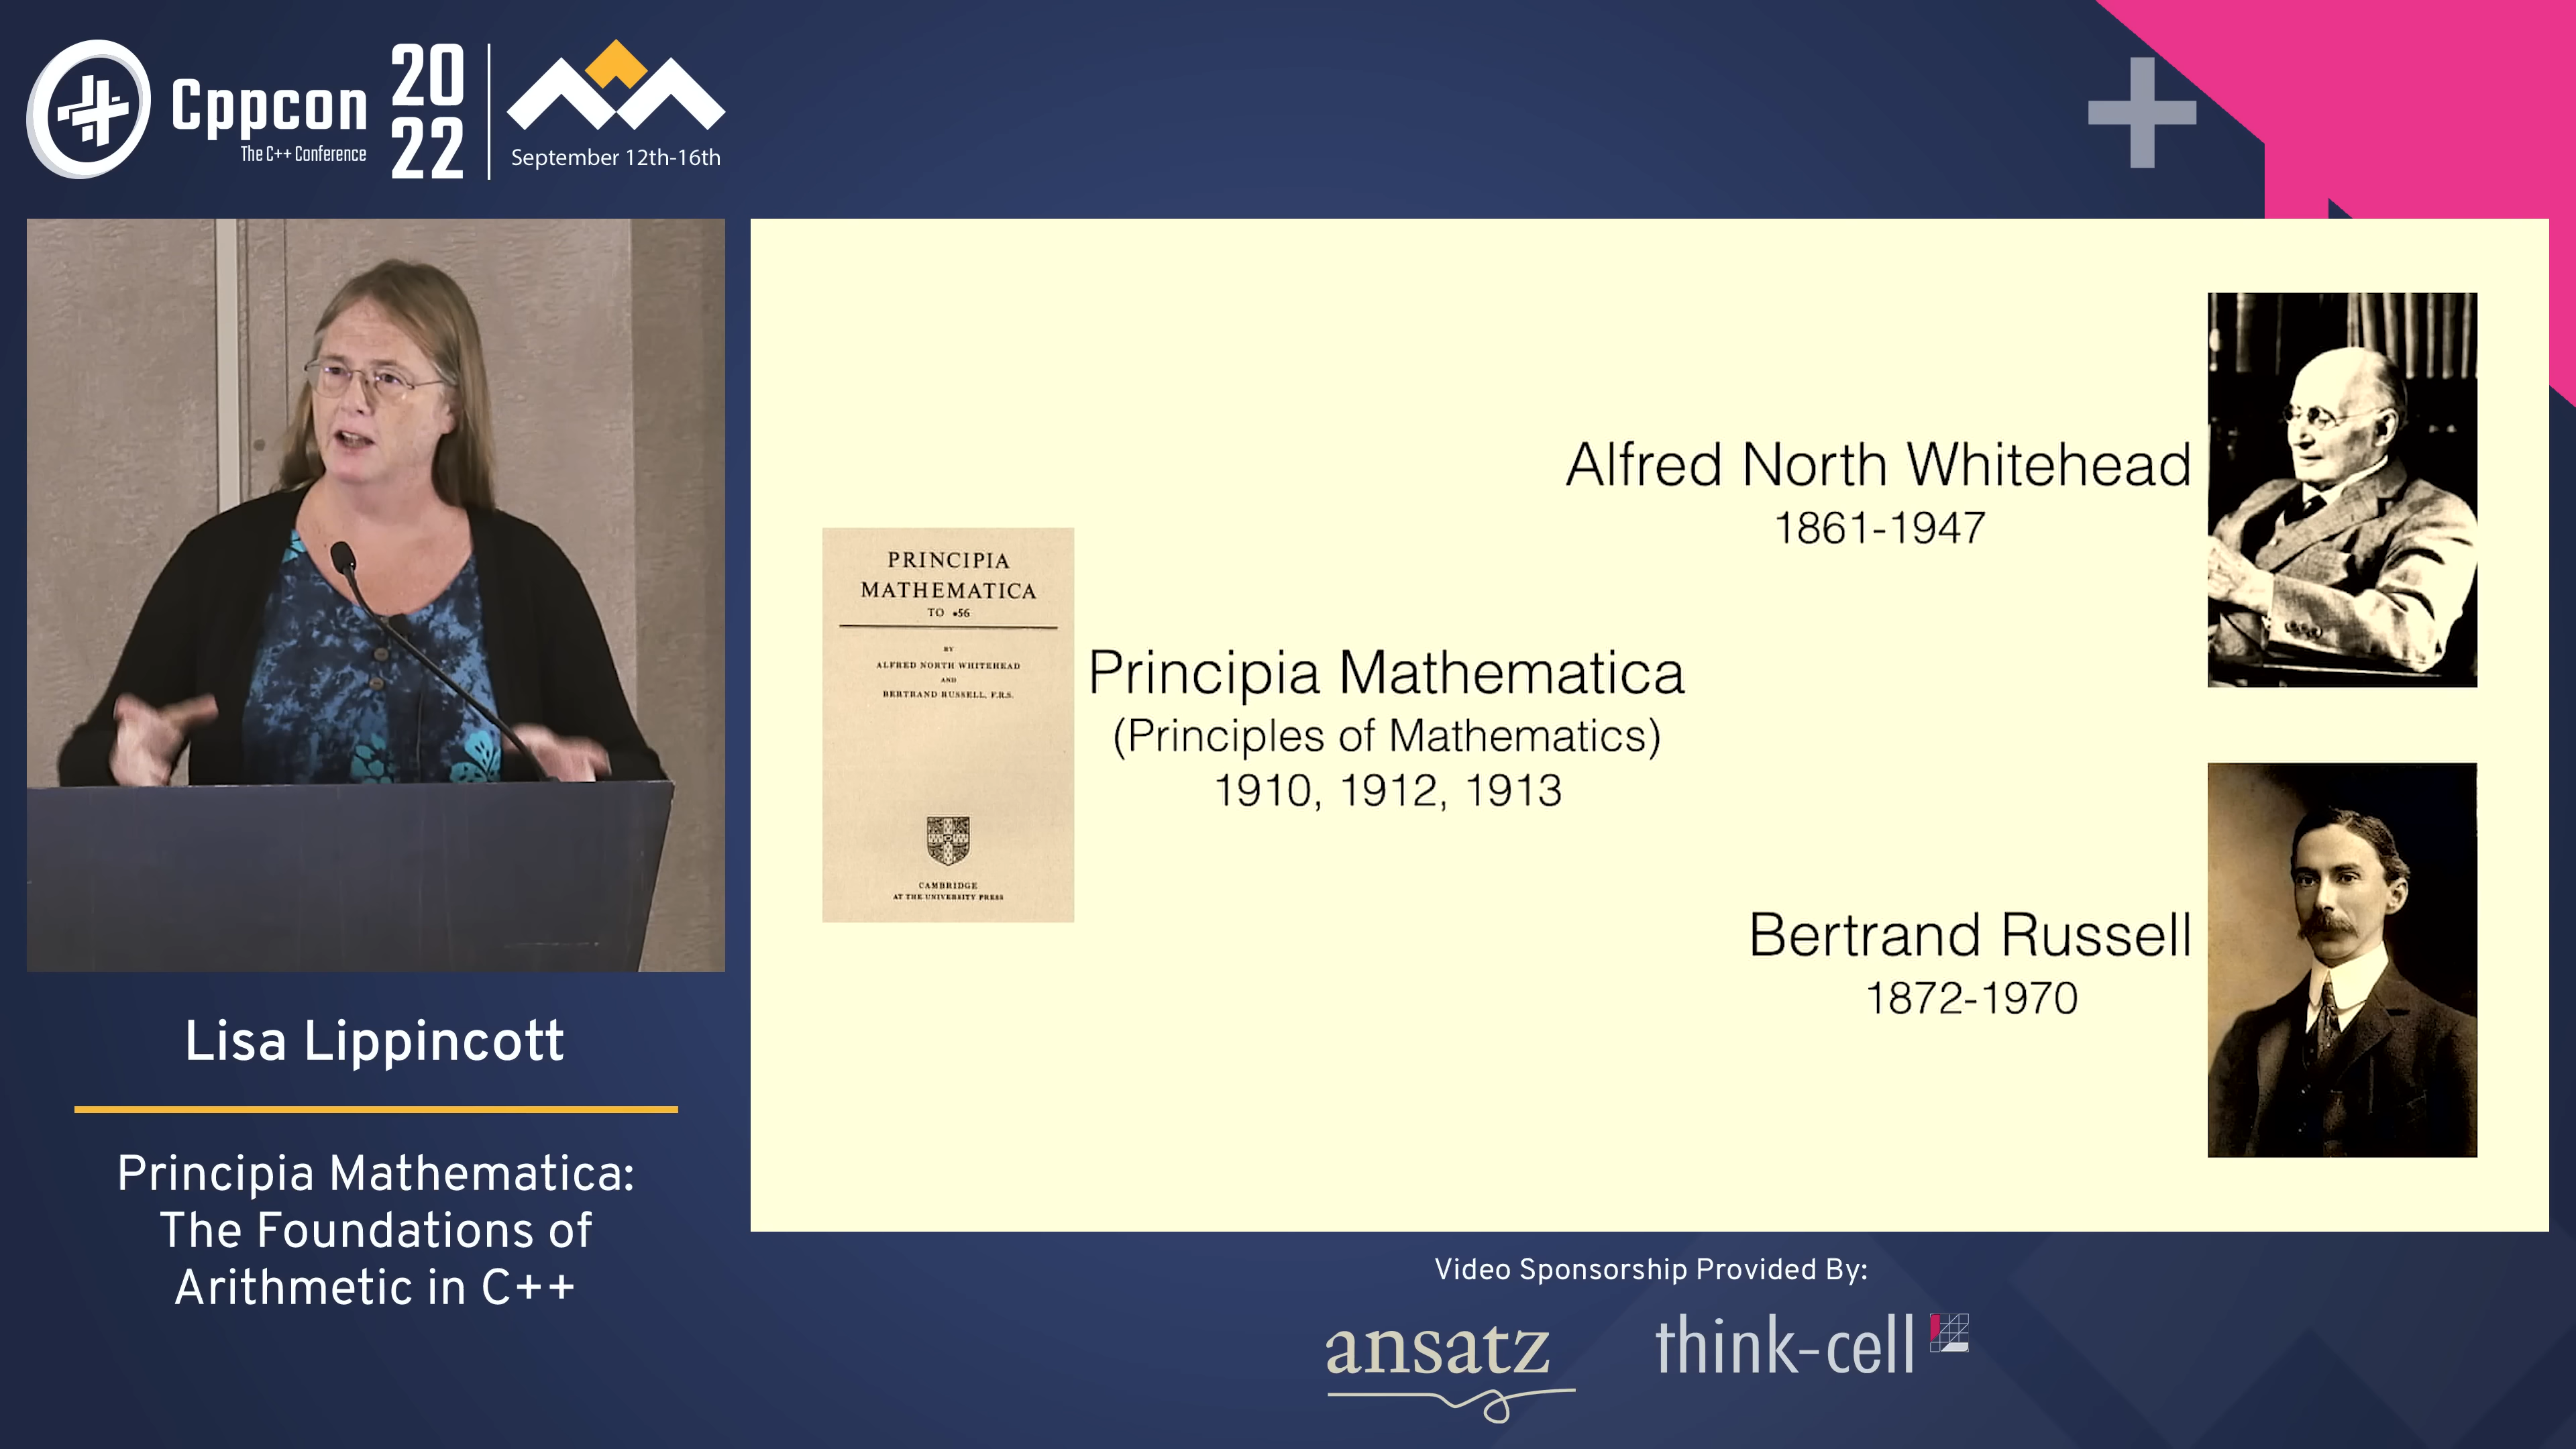 Cppcon
The C++ Conference
20
22
September 12th-16th
Alfred North Whitehead
1861-1947
PRINCIPIA
MATHEMATICA
TO *56
BY
ALFRED NORTH WHITEHEAD
AND
BERTRAND RUSSELL, F.R.S.
CAMBRIDGE
AT THE UNIVERSITY PRESS
Principia Mathematica
(Principles of Mathematics)
1910, 1912, 1913
Bertrand Russell
1872-1970
Lisa Lippincott
Principia Mathematica:
The Foundations of
Arithmetic in C++
Video Sponsorship Provided By:
ansatz
think-cell